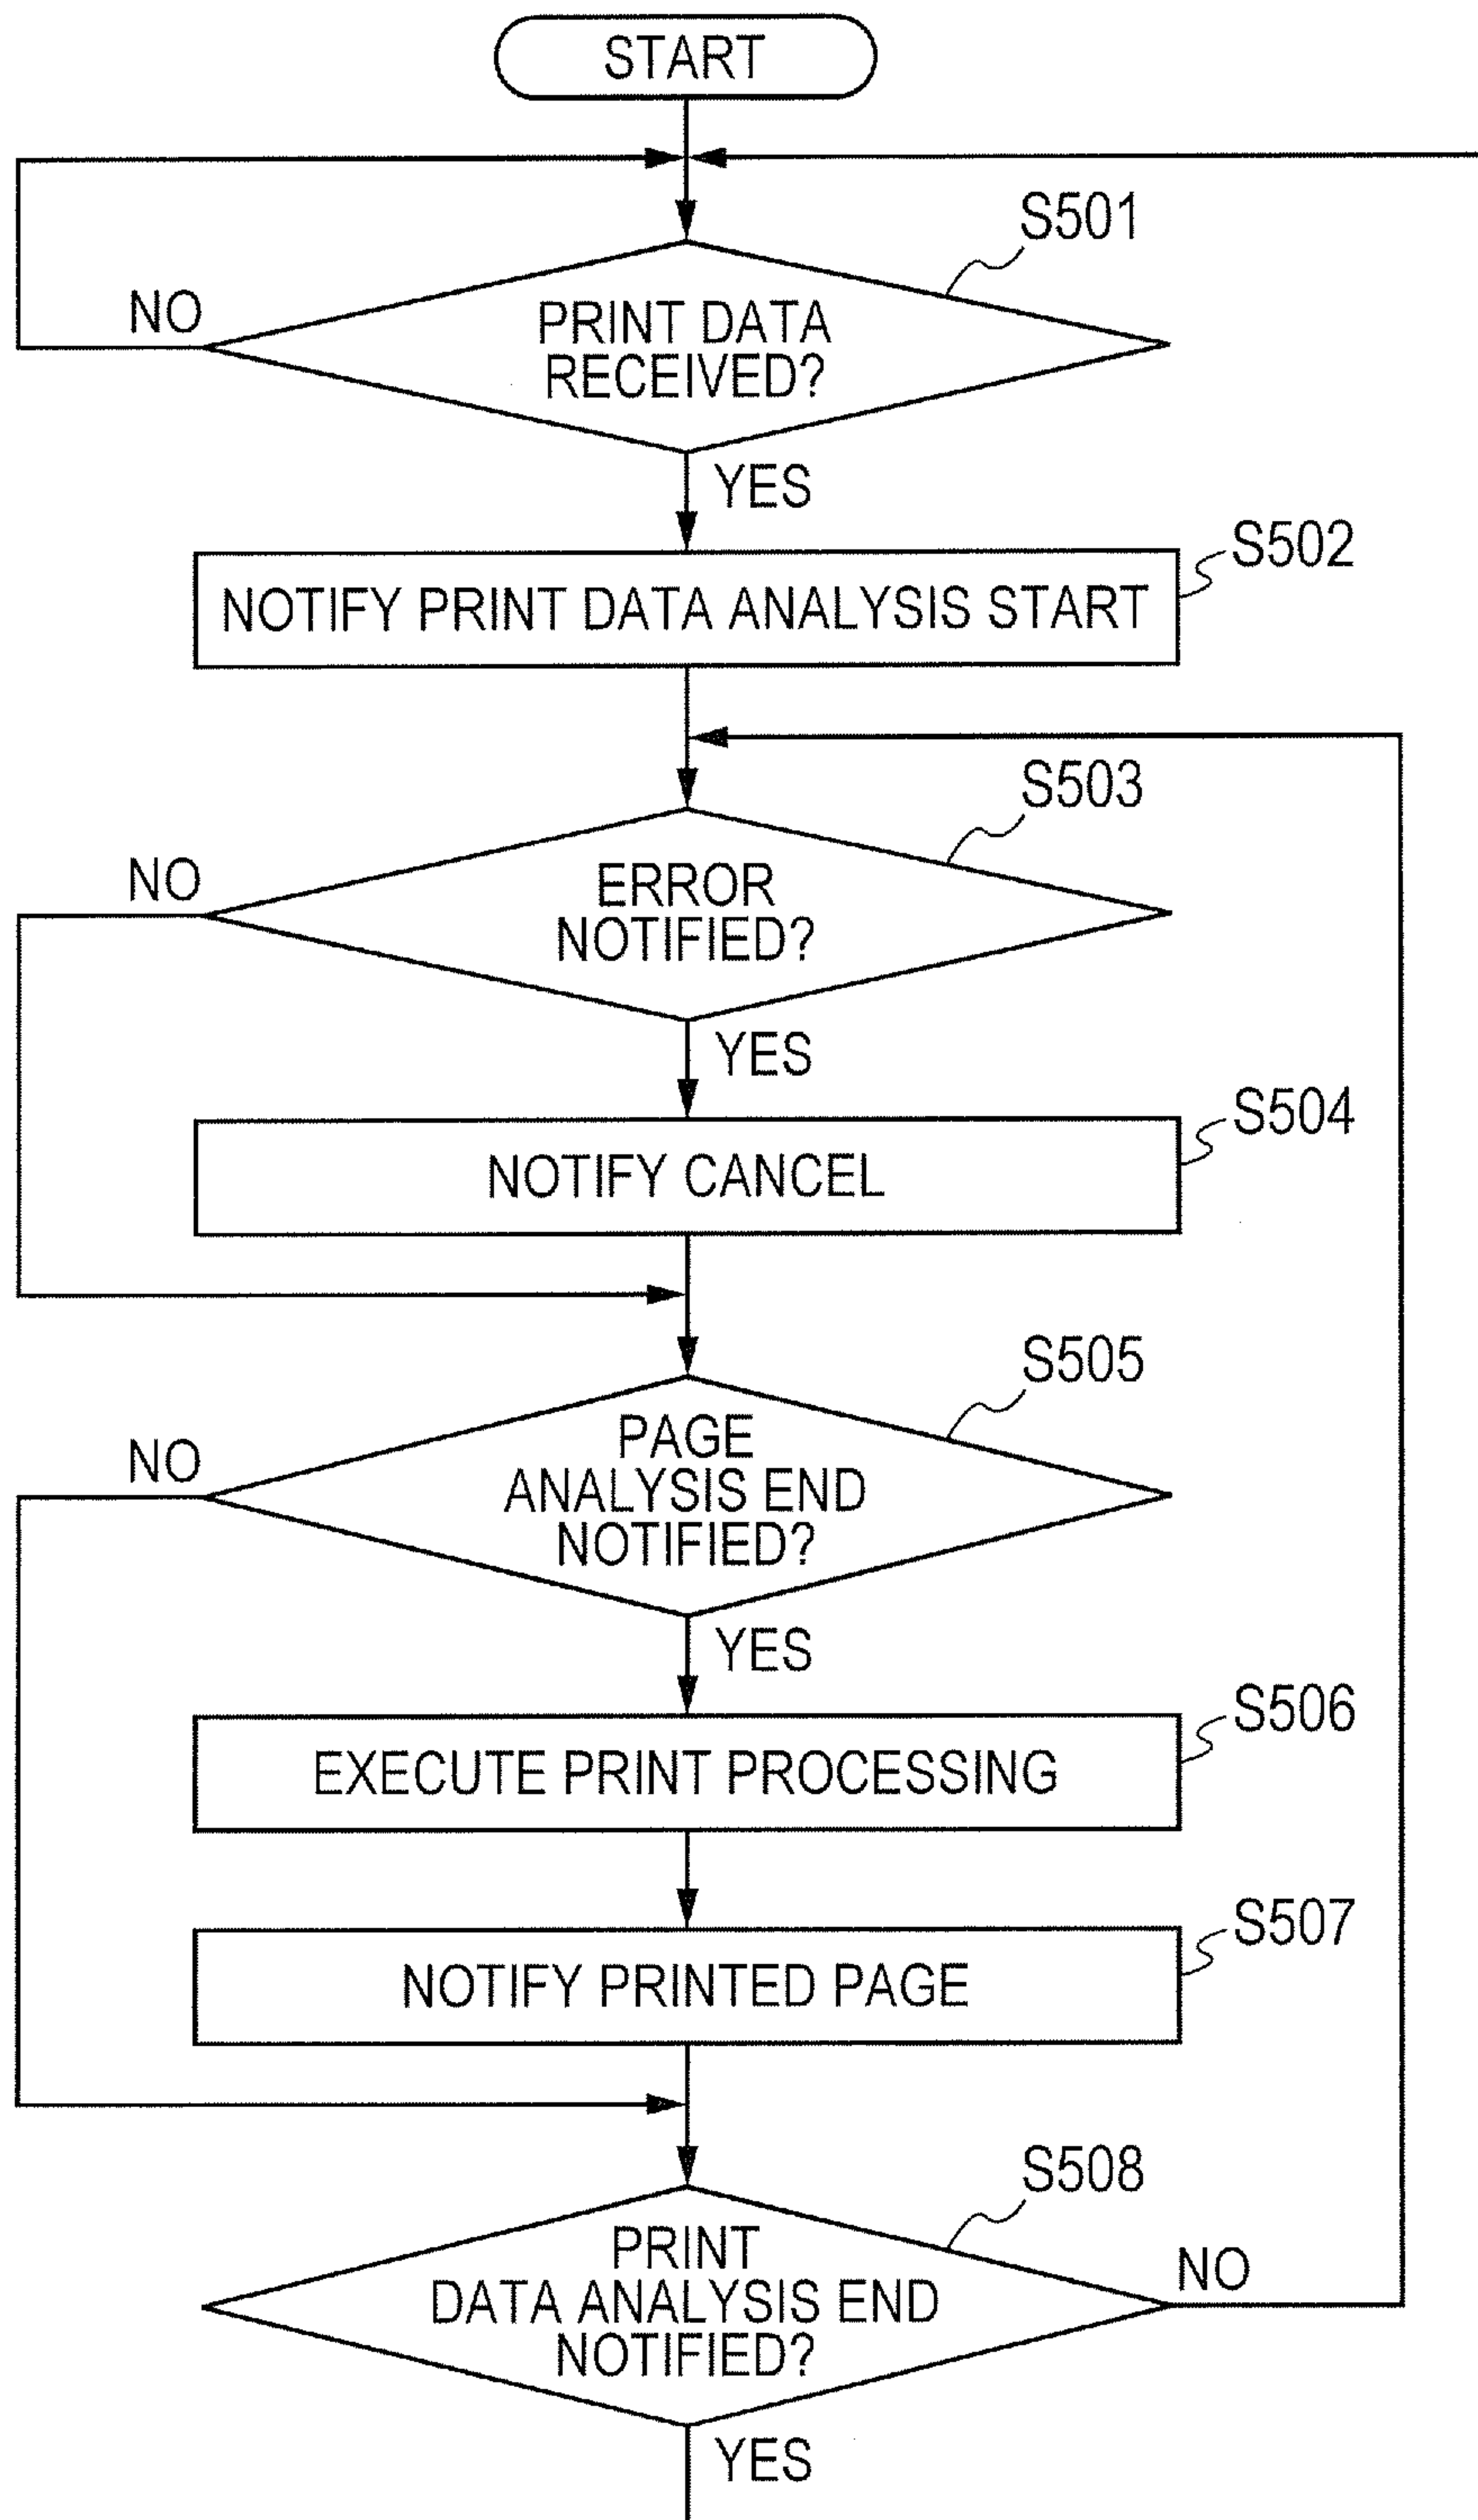 START
S501
NO
PRINT DATA
RECEIVED?
YES
S502
NOTIFY PRINT DATA ANALYSIS START
S503
NO
ERROR
NOTIFIED?
YES
S504
NOTIFY CANCEL
S505
NO
PAGE
ANALYSIS END
NOTIFIED?
YES
S506
EXECUTE PRINT PROCESSING
S507
NOTIFY PRINTED PAGE
S508
PRINT
DATA ANALYSIS END
NOTIFIED?
NO
YES